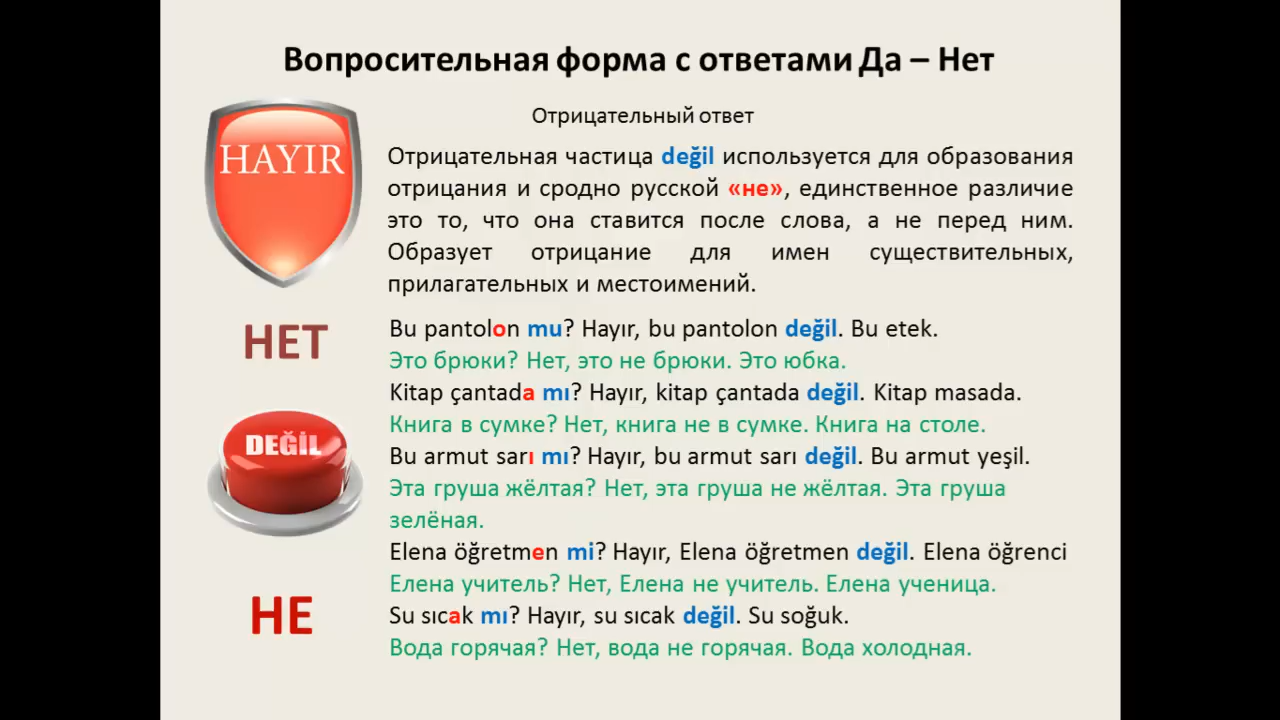 Вопросительная форма с ответами Да – Нет
Отрицательный ответ
HAYIR
Отрицательная частица değil используется для образования
отрицания и сродно русской «не», единственное различие
это то, что она ставится после слова, а не перед ним.
Образует отрицание для имен существительных,
прилагательных и местоимений.
НЕТ
Bu pantolon mu? Hayır, bu pantolon değil. Bu etek.
Это брюки? Нет, это не брюки. Это юбка.
Kitap çantada mı? Hayır, kitap çantada değil. Kitap masada.
Книга в сумке? Нет, книга не в сумке. Книга на столе.
DEĞİL
Bu armut sarı mı? Hayır, bu armut sarı değil. Bu armut yeşil.
Эта груша жёлтая? Нет, эта груша не жёлтая. Эта груша
зелёная.
Elena öğretmen mi? Hayır, Elena öğretmen değil. Elena öğrenci
Елена учитель? Нет, Елена не учитель. Елена ученица.
НЕ
Su sıcak mı? Hayır, su sıcak değil. Su soğuk.
Вода горячая? Нет, вода не горячая. Вода холодная.